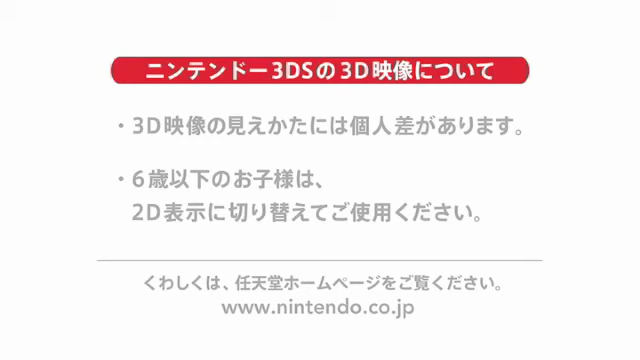 ニンテンドー3DSの3D映像について
・3D映像の見えかたには個人差があります。
・6歳以下のお子様は、
2D表示に切り替えてご使用ください。
くわしくは、任天堂ホームページをご覧ください。
www.nintendo.co.jp